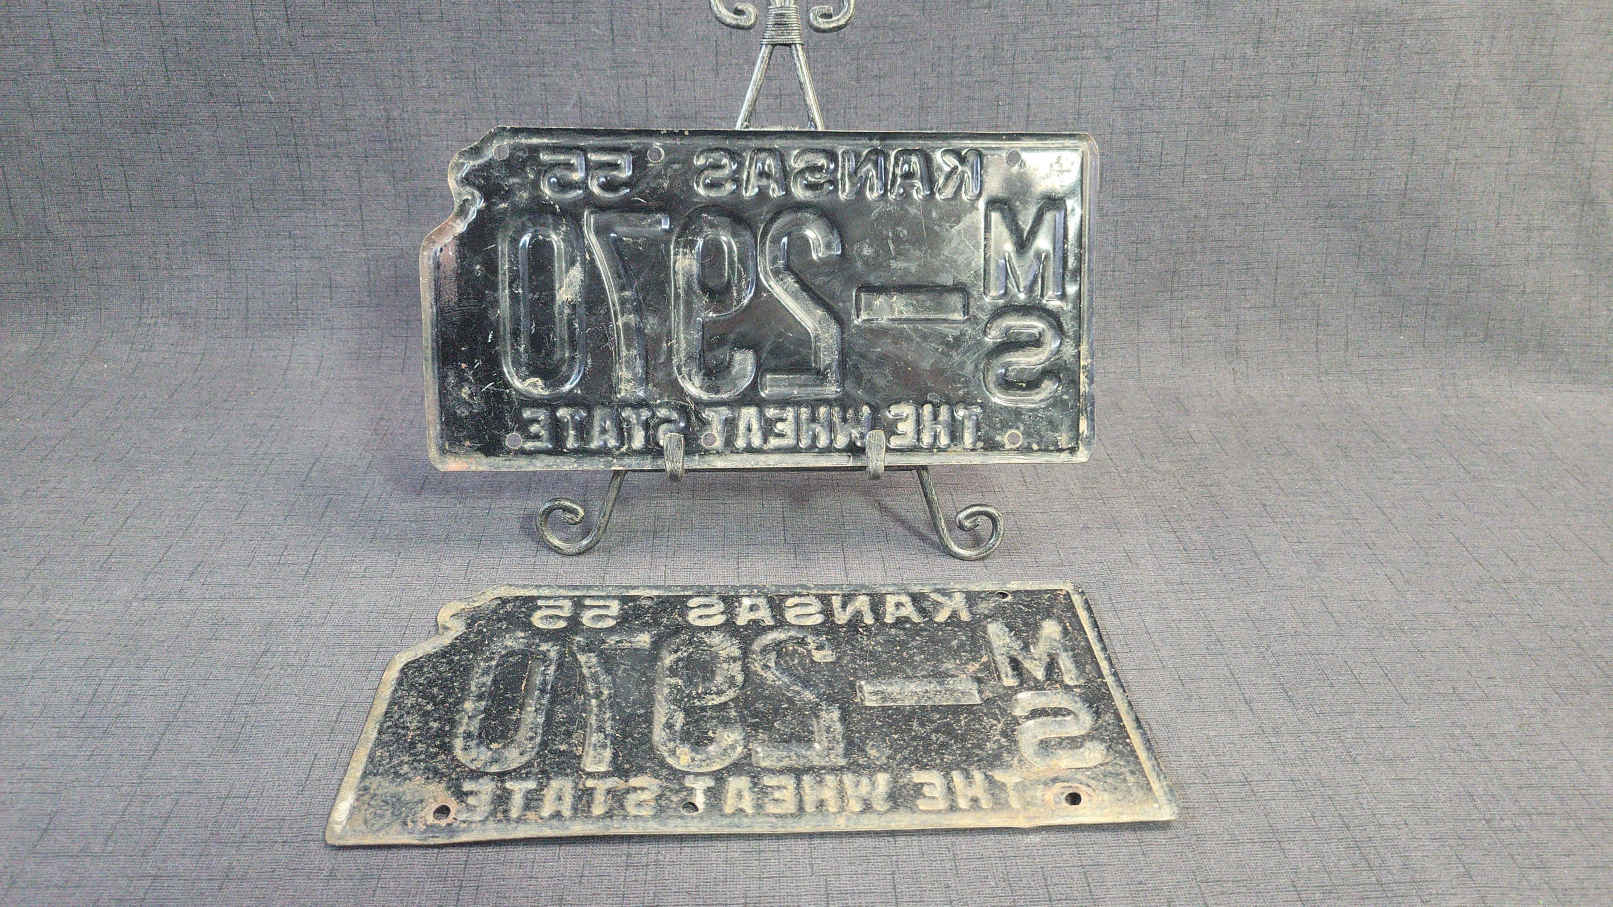 KANSAS 55
MS-2970
THE WHEAT STATE
KANSAS 55
MS-2970
THE WHEAT STATE